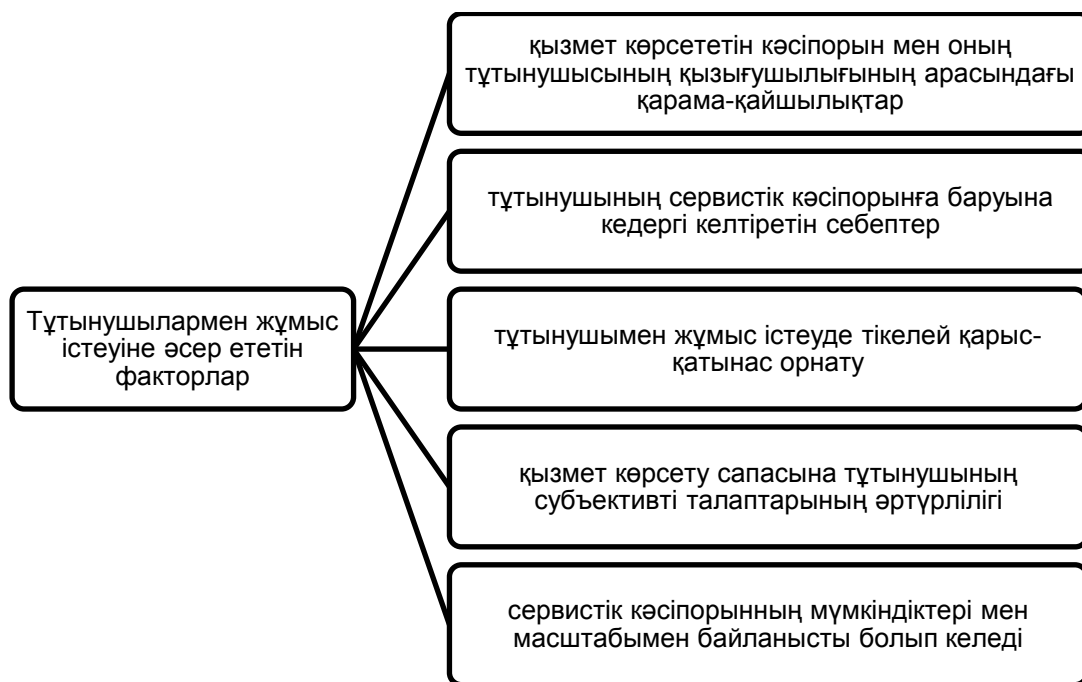 қызмет көрсететін кәсіпорын мен оның
тұтынушысының қызығушылығының арасындағы
қарама-қайшылықтар
тұтынушының сервистік кәсіпорынға баруына
кедергі келтіретін себептер
Тұтынушылармен жұмыс
істеуіне әсер ететін
факторлар
тұтынушымен жұмыс істеуде тікелей қарыс-
қатынас орнату
қызмет көрсету сапасына тұтынушының
субъективті талаптарының әртүрлілігі
сервистік кәсіпорынның мүмкіндіктері мен
масштабымен байланысты болып келеді